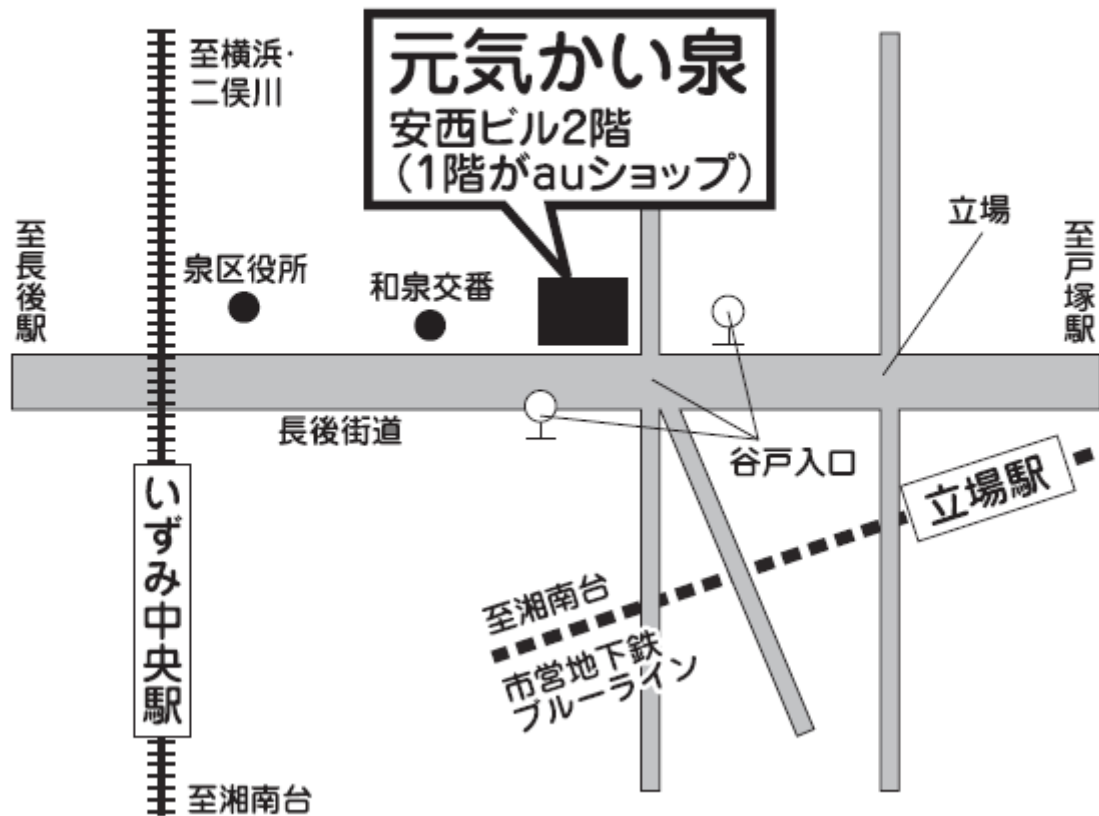 至横浜・
二俣川
元気かい泉
安西ビル2階
(1階がauショップ)
立場
至長後駅
泉区役所
和泉交番
至戸塚駅
長後街道
谷戸入口
いずみ中央駅
立場駅
至湘南台
市営地下鉄
ブルーライン
至湘南台